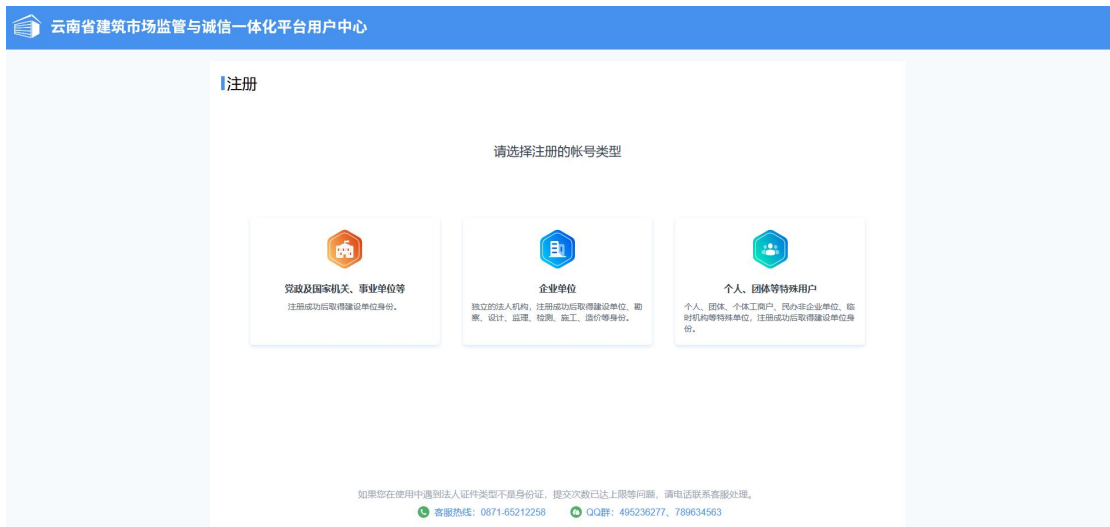 云南省建筑市场监管与诚信一体化平台用户中心
注册
请选择注册的帐号类型
党政及国家机关、事业单位等
注册成功后取得建设单位身份。
企业单位
独立的法人机构，注册成功后取得建设单位、勘
察、设计、监理、检测、施工、造价等身份。
个人、团体等特殊用户
个人、团体、个体工商户、民办非企业单位、临
时机构等特殊单位，注册成功后取得建设单位身
份。
如果您在使用中遇到法人证件类型不是身份证，提交次数已达上限等问题，请电话联系客服处理。
客服热线：0871-65212258 QQ群：495236277、789634563